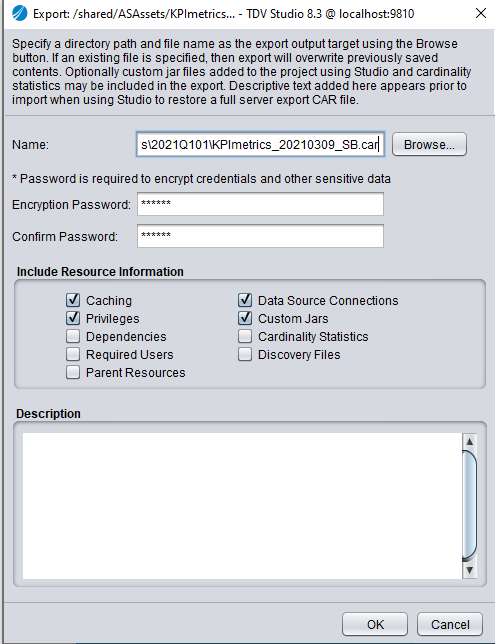 Export: /shared/ASAssets/KPImetrics... - TDV Studio 8.3 @ localhost:9810
Specify a directory path and file name as the export output target using the Browse
button. If an existing file is specified, then export will overwrite previously saved
contents. Optionally custom jar files added to the project using Studio and cardinality
statistics may be included in the export. Descriptive text added here appears prior to
import when using Studio to restore a full server export CAR file.
Name: s\2021Q101\KPImetrics_20210309_SB.car Browse...
* Password is required to encrypt credentials and other sensitive data
Encryption Password: ******
Confirm Password: ******
Include Resource Information
Caching Data Source Connections
Privileges Custom Jars
Dependencies Cardinality Statistics
Required Users Discovery Files
Parent Resources
Description
OK Cancel